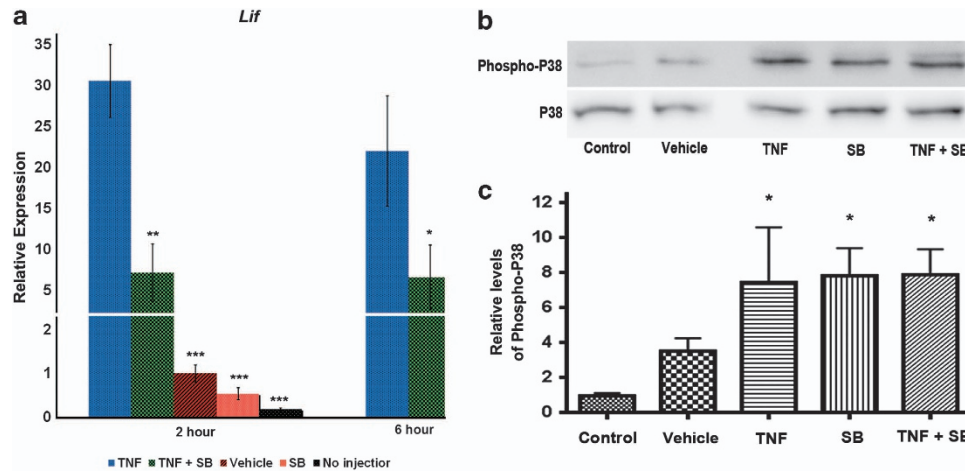 a
Lif
Relative Expression
35
30
25
20
15
10
5
2
1
0
**
***
***
***
*
2 hour
6 hour
TNF TNF + SB Vehicle SB No injectior
b
Phospho-P38
P38
Control Vehicle TNF SB TNF + SB
c
Relative levels
of Phospho-P38
12
10
8
6
4
2
0
*
*
*
Control Vehicle TNF SB TNF + SB